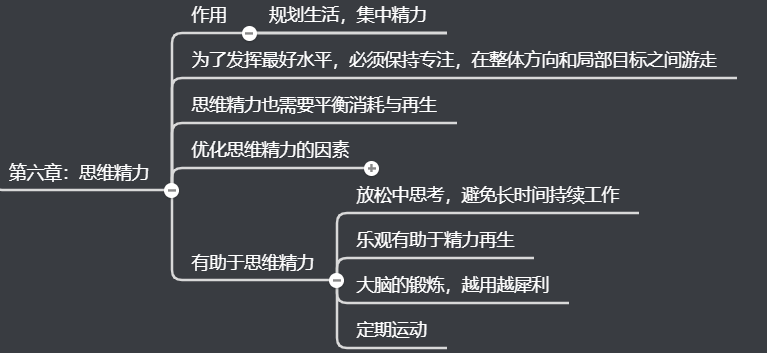 作用
规划生活，集中精力
为了发挥最好水平，必须保持专注，在整体方向和局部目标之间游走
思维精力也需要平衡消耗与再生
优化思维精力的因素
第六章：思维精力
放松中思考，避免长时间持续工作
乐观有助于精力再生
有助于思维精力
大脑的锻炼，越用越犀利
定期运动